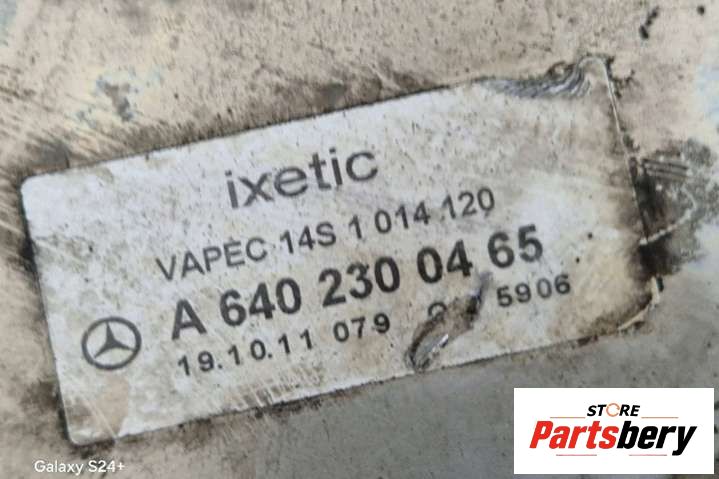 ixetic
VAPEC 14S 1 014 120
A 640 230 04 65
19.10.11 079 5906
Galaxy S24+
STORE
Partsbery